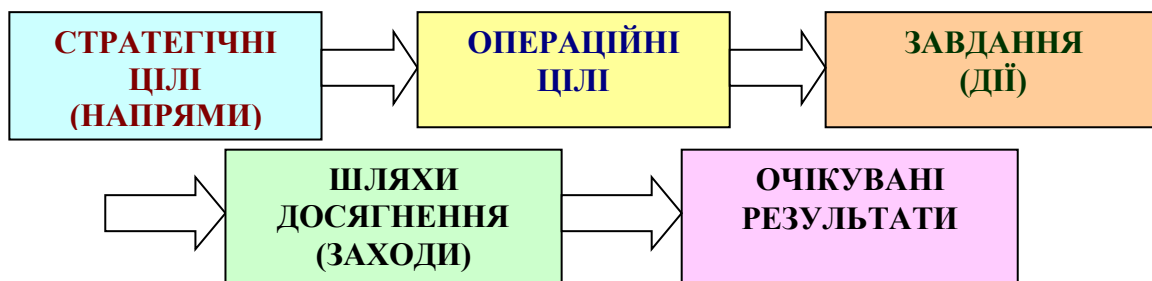 СТРАТЕГІЧНІ
ЦІЛІ
(НАПРЯМИ)
ОПЕРАЦІЙНІ
ЦІЛІ
ЗАВДАННЯ
(ДІЇ)
ШЛЯХИ
ДОСЯГНЕННЯ
(ЗАХОДИ)
ОЧІКУВАНІ
РЕЗУЛЬТАТИ